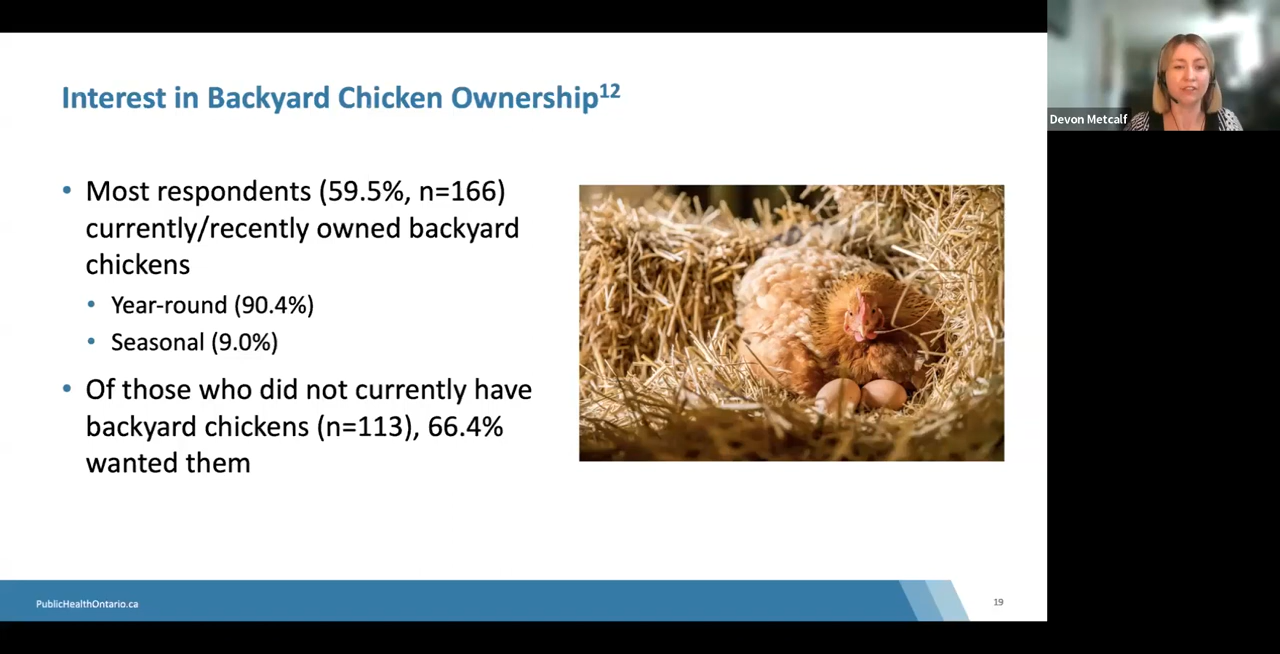 Interest in Backyard Chicken Ownership12
Devon Metcalf
• Most respondents (59.5%, n=166)
currently/recently owned backyard
chickens
• Year-round (90.4%)
• Seasonal (9.0%)
• Of those who did not currently have
backyard chickens (n=113), 66.4%
wanted them
PublicHealthOntario.ca
19